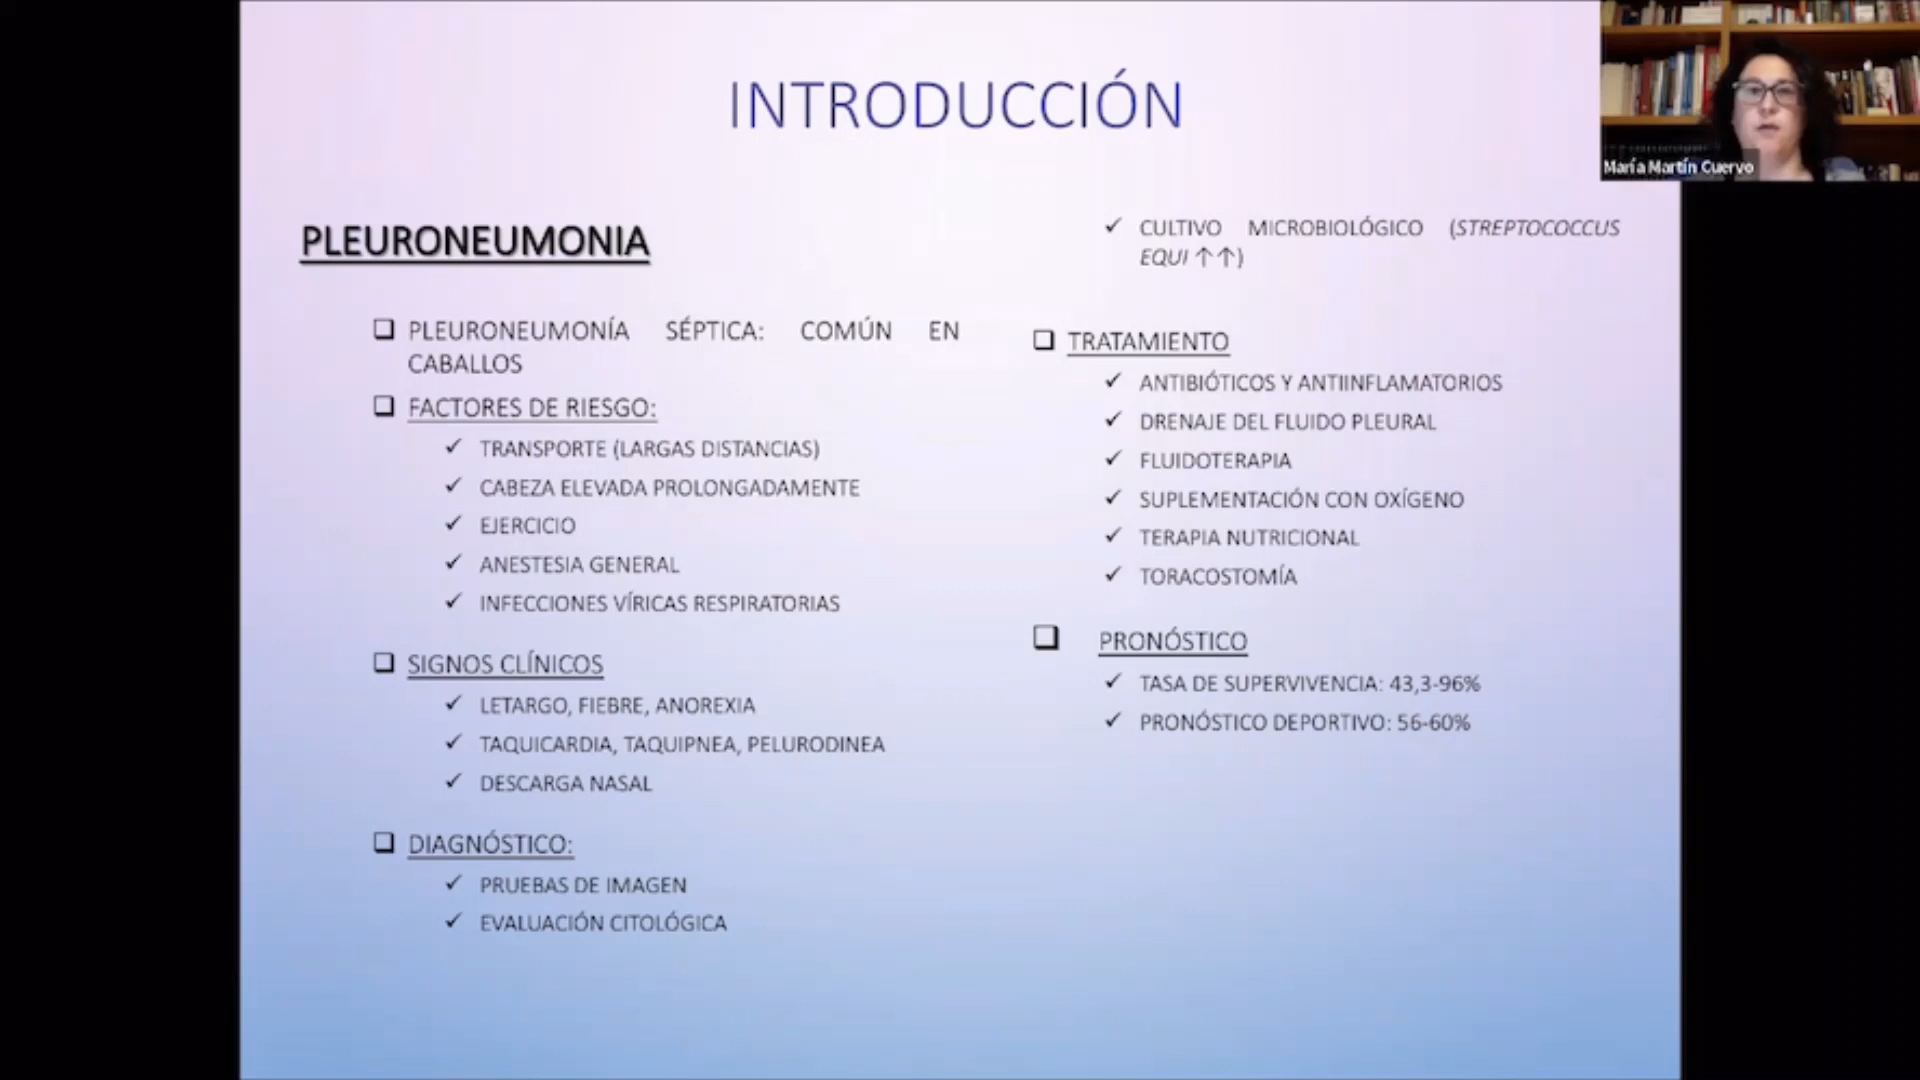 INTRODUCCIÓN
María Martín Cuervo
PLEURONEUMONIA
PLEURONEUMONÍA SÉPTICA: COMÚN EN
CABALLOS
FACTORES DE RIESGO:
TRANSPORTE (LARGAS DISTANCIAS)
CABEZA ELEVADA PROLONGADAMENTE
EJERCICIO
ANESTESIA GENERAL
INFECCIONES VÍRICAS RESPIRATORIAS
SIGNOS CLÍNICOS
LETARGO, FIEBRE, ANOREXIA
TAQUICARDIA, TAQUIPNEA, PELURODINEA
DESCARGA NASAL
DIAGNÓSTICO:
PRUEBAS DE IMAGEN
EVALUACIÓN CITOLÓGICA
CULTIVO MICROBIOLÓGICO (STREPTOCOCCUS
EQUI ↑↑)
TRATAMIENTO
ANTIBIÓTICOS Y ANTIINFLAMATORIOS
DRENAJE DEL FLUIDO PLEURAL
FLUIDOTERAPIA
SUPLEMENTACIÓN CON OXÍGENO
TERAPIA NUTRICIONAL
TORACOSTOMÍA
PRONÓSTICO
TASA DE SUPERVIVENCIA: 43,3-96%
PRONÓSTICO DEPORTIVO: 56-60%